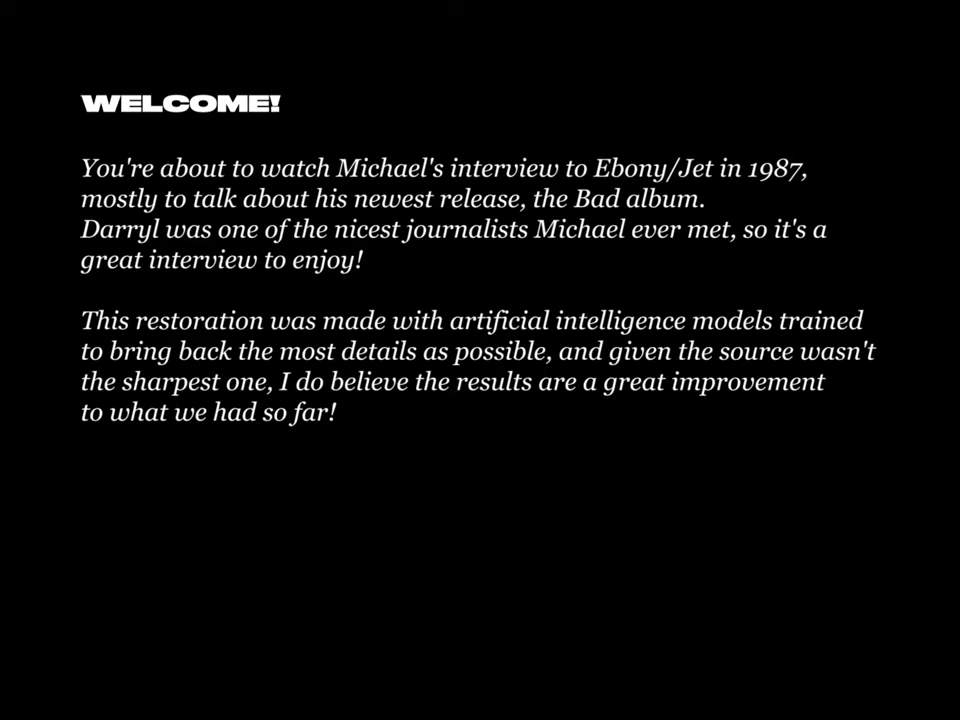 WELCOME!
You're about to watch Michael's interview to Ebony/Jet in 1987,
mostly to talk about his newest release, the Bad album.
Darryl was one of the nicest journalists Michael ever met, so it's a
great interview to enjoy!
This restoration was made with artificial intelligence models trained
to bring back the most details as possible, and given the source wasn't
the sharpest one, I do believe the results are a great improvement
to what we had so far!